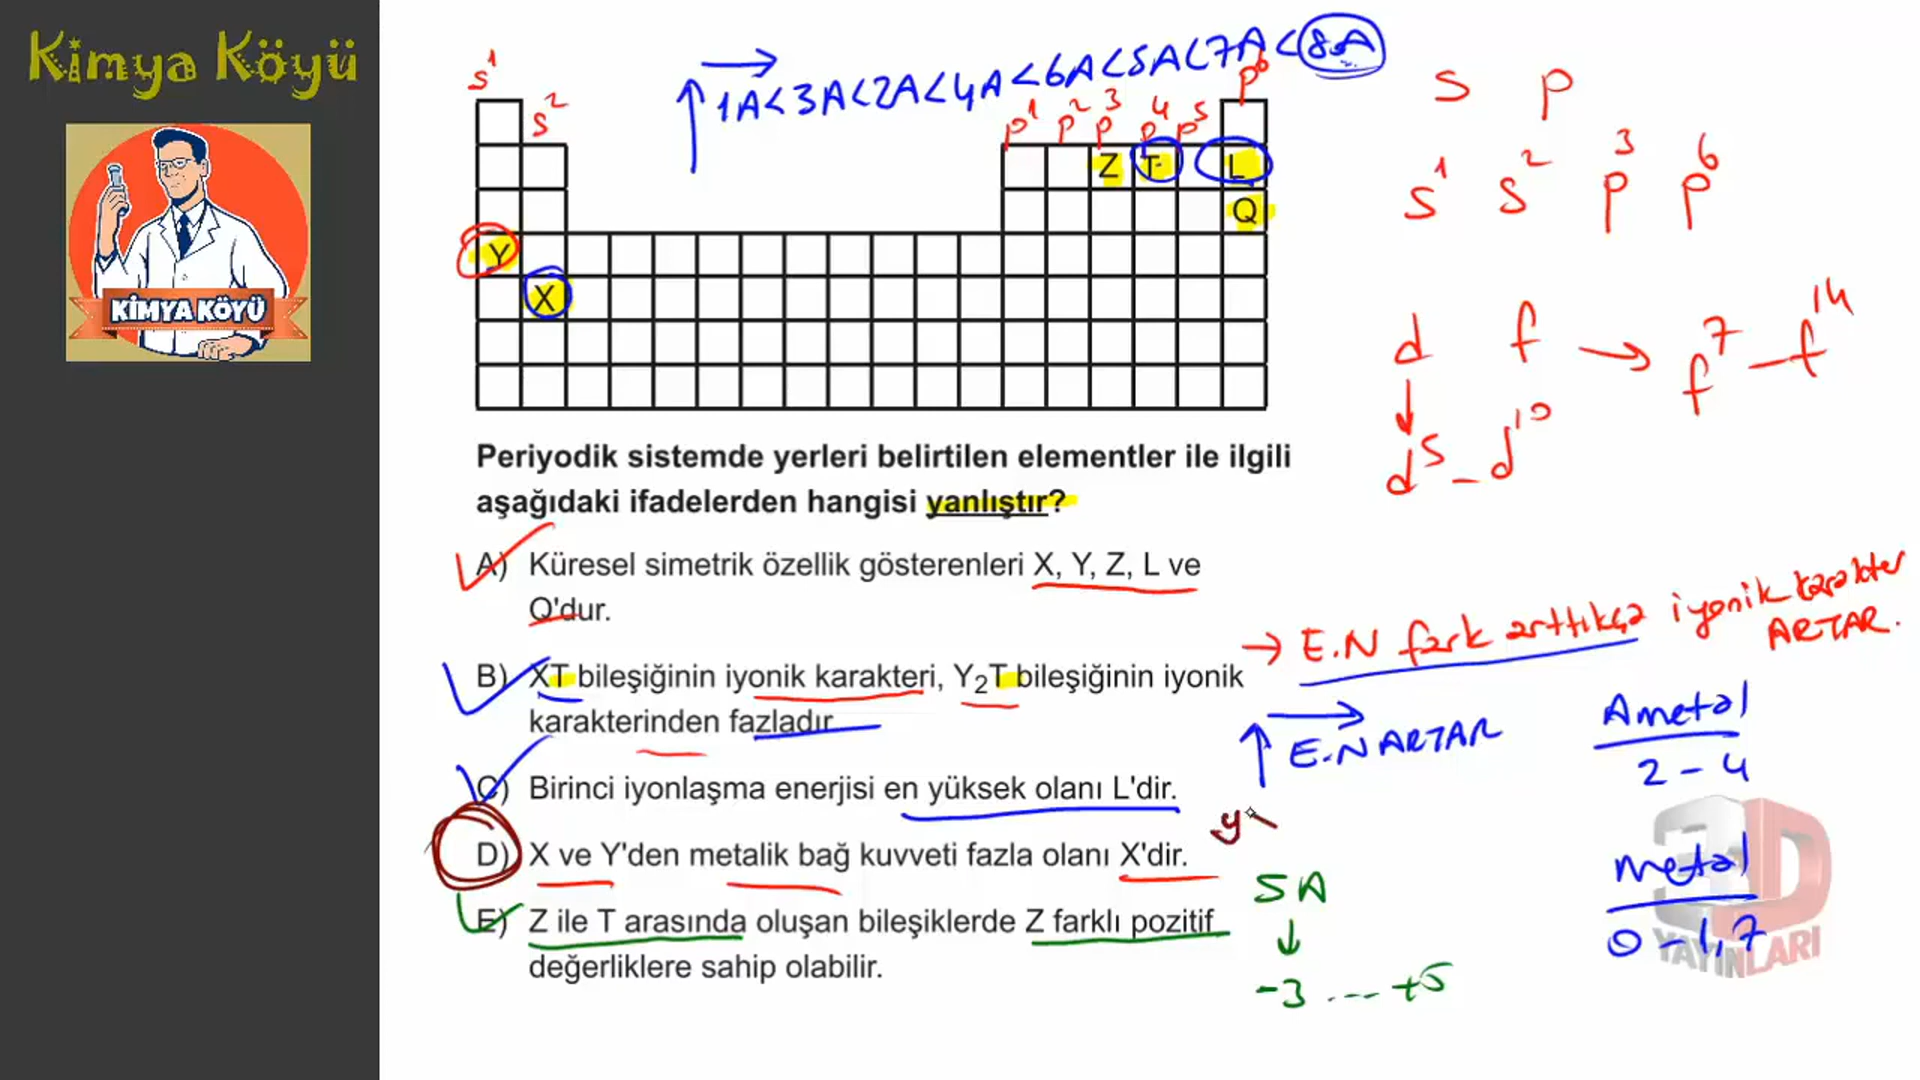 Kimya Köyü
KİMYA KÖYÜ
s¹
s²
1A<3A<2A<4A<6A<5A<7A<8A
p¹ p² p³ p⁴ p⁵ p⁶
Z T L
Q
Y
X
s p
s¹ s² p³ p⁶
d f → f⁷ – f¹⁴
d⁵ – d¹⁰
Periyodik sistemde yerleri belirtilen elementler ile ilgili
aşağıdaki ifadelerden hangisi yanlıştır?
A) Küresel simetrik özellik gösterenleri X, Y, Z, L ve
Q'dur.
B) XT bileşiğinin iyonik karakteri, Y₂T bileşiğinin iyonik
karakterinden fazladır.
C) Birinci iyonlaşma enerjisi en yüksek olanı L'dir.
D) X ve Y'den metalik bağ kuvveti fazla olanı X'dir.
E) Z ile T arasında oluşan bileşiklerde Z farklı pozitif
değerliklere sahip olabilir.
→ E.N fark arttıkça iyonik karakter
ARTAR.
E.N ARTAR
Ametal
2 – 4
metal
0 – 1,7
y
5A
-3 .... +5
3D
YAYINLARI